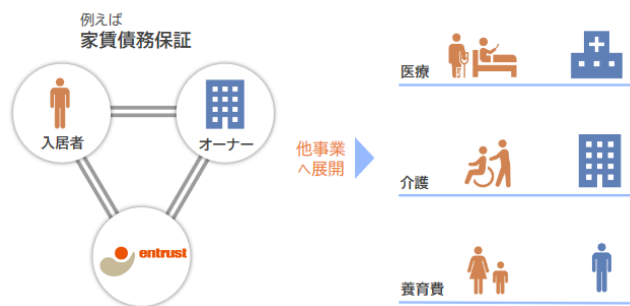 例えば
家賃債務保証
入居者
オーナー
entrust
他事業
へ展開
医療
介護
養育費